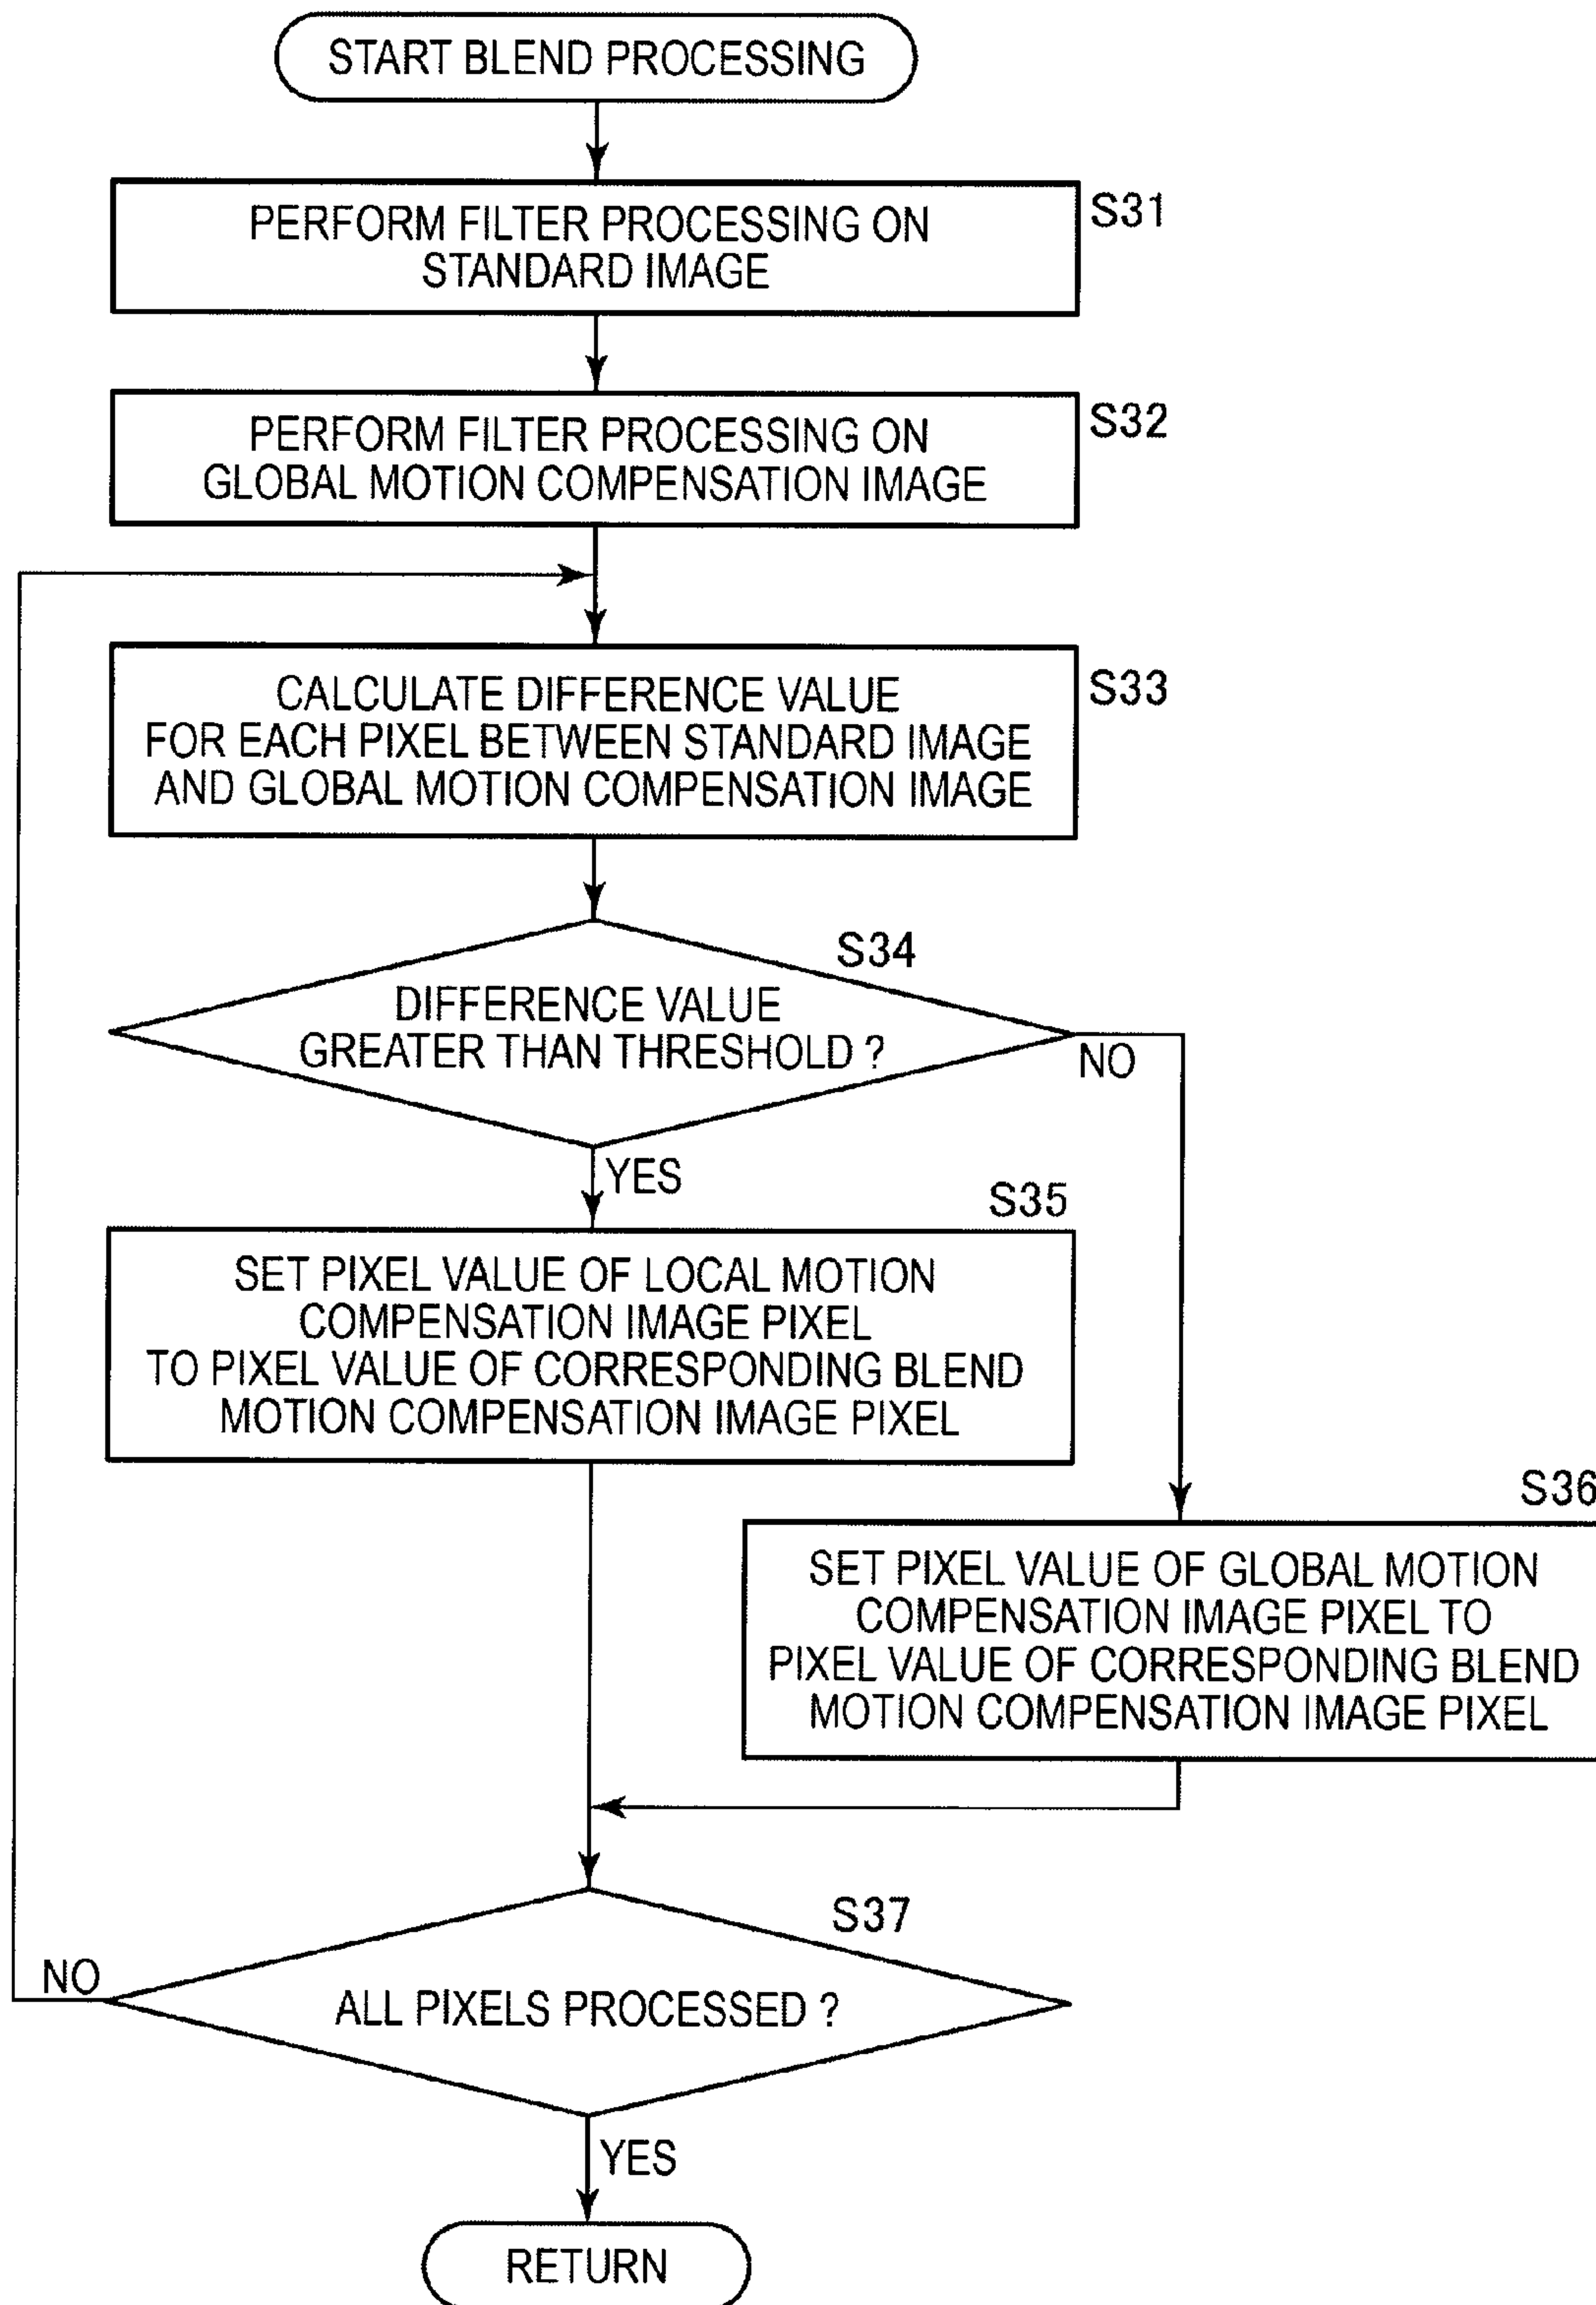 START BLEND PROCESSING
S31
PERFORM FILTER PROCESSING ON
STANDARD IMAGE
S32
PERFORM FILTER PROCESSING ON
GLOBAL MOTION COMPENSATION IMAGE
S33
CALCULATE DIFFERENCE VALUE
FOR EACH PIXEL BETWEEN STANDARD IMAGE
AND GLOBAL MOTION COMPENSATION IMAGE
S34
DIFFERENCE VALUE
GREATER THAN THRESHOLD ?
NO
YES
S35
SET PIXEL VALUE OF LOCAL MOTION
COMPENSATION IMAGE PIXEL
TO PIXEL VALUE OF CORRESPONDING BLEND
MOTION COMPENSATION IMAGE PIXEL
S36
SET PIXEL VALUE OF GLOBAL MOTION
COMPENSATION IMAGE PIXEL TO
PIXEL VALUE OF CORRESPONDING BLEND
MOTION COMPENSATION IMAGE PIXEL
S37
NO
ALL PIXELS PROCESSED ?
YES
RETURN